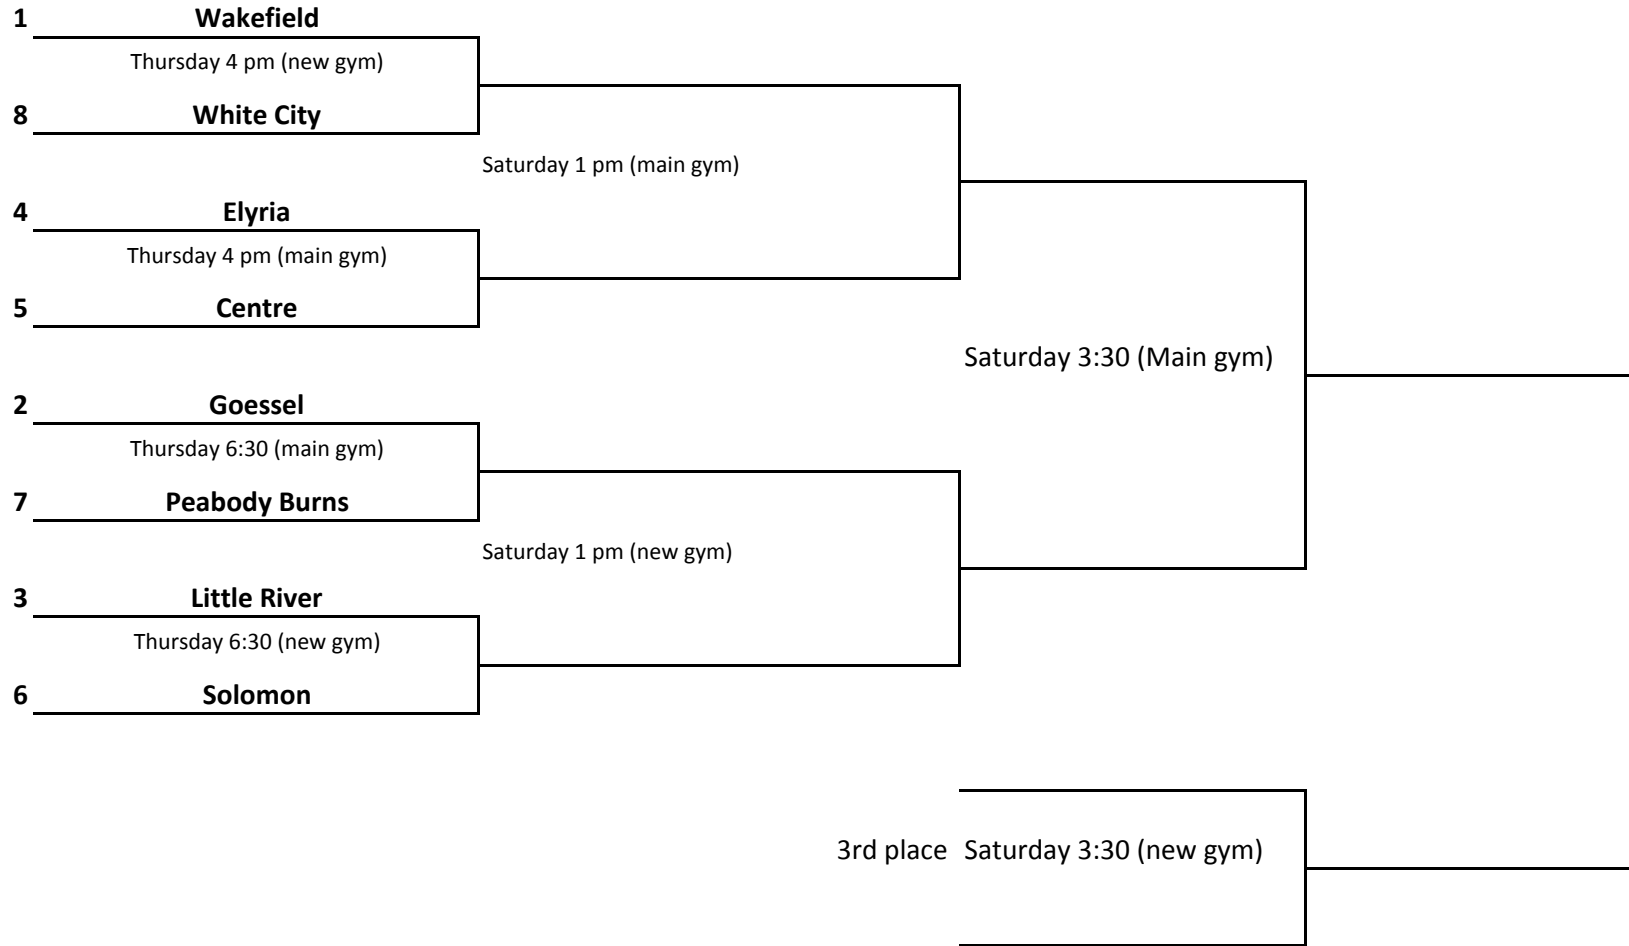 1 Wakefield
Thursday 4 pm (new gym)
8 White City
Saturday 1 pm (main gym)
4 Elyria
Thursday 4 pm (main gym)
5 Centre
Saturday 3:30 (Main gym)
2 Goessel
Thursday 6:30 (main gym)
7 Peabody Burns
Saturday 1 pm (new gym)
3 Little River
Thursday 6:30 (new gym)
6 Solomon
3rd place Saturday 3:30 (new gym)